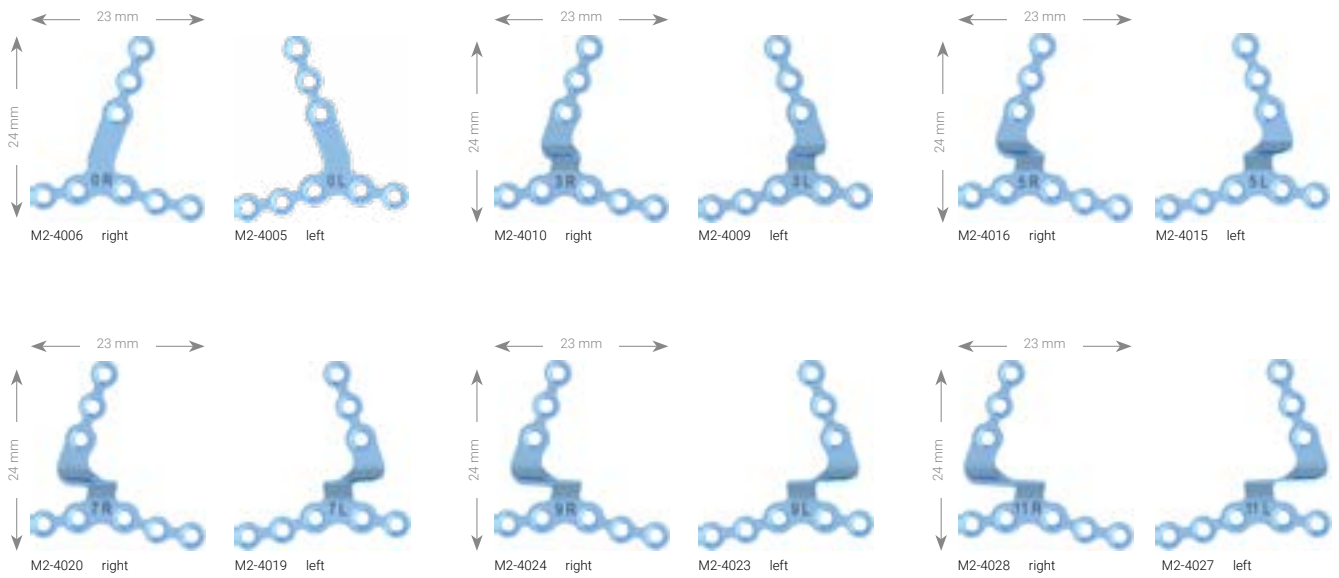 23 mm 23 mm 23 mm
24 mm 24 mm 24 mm
0R 0L 3R 3L 5R 5L
M2-4006 right M2-4005 left M2-4010 right M2-4009 left M2-4016 right M2-4015 left
23 mm 23 mm 23 mm
24 mm 24 mm 24 mm
7R 7L 9R 9L 11R 11L
M2-4020 right M2-4019 left M2-4024 right M2-4023 left M2-4028 right M2-4027 left